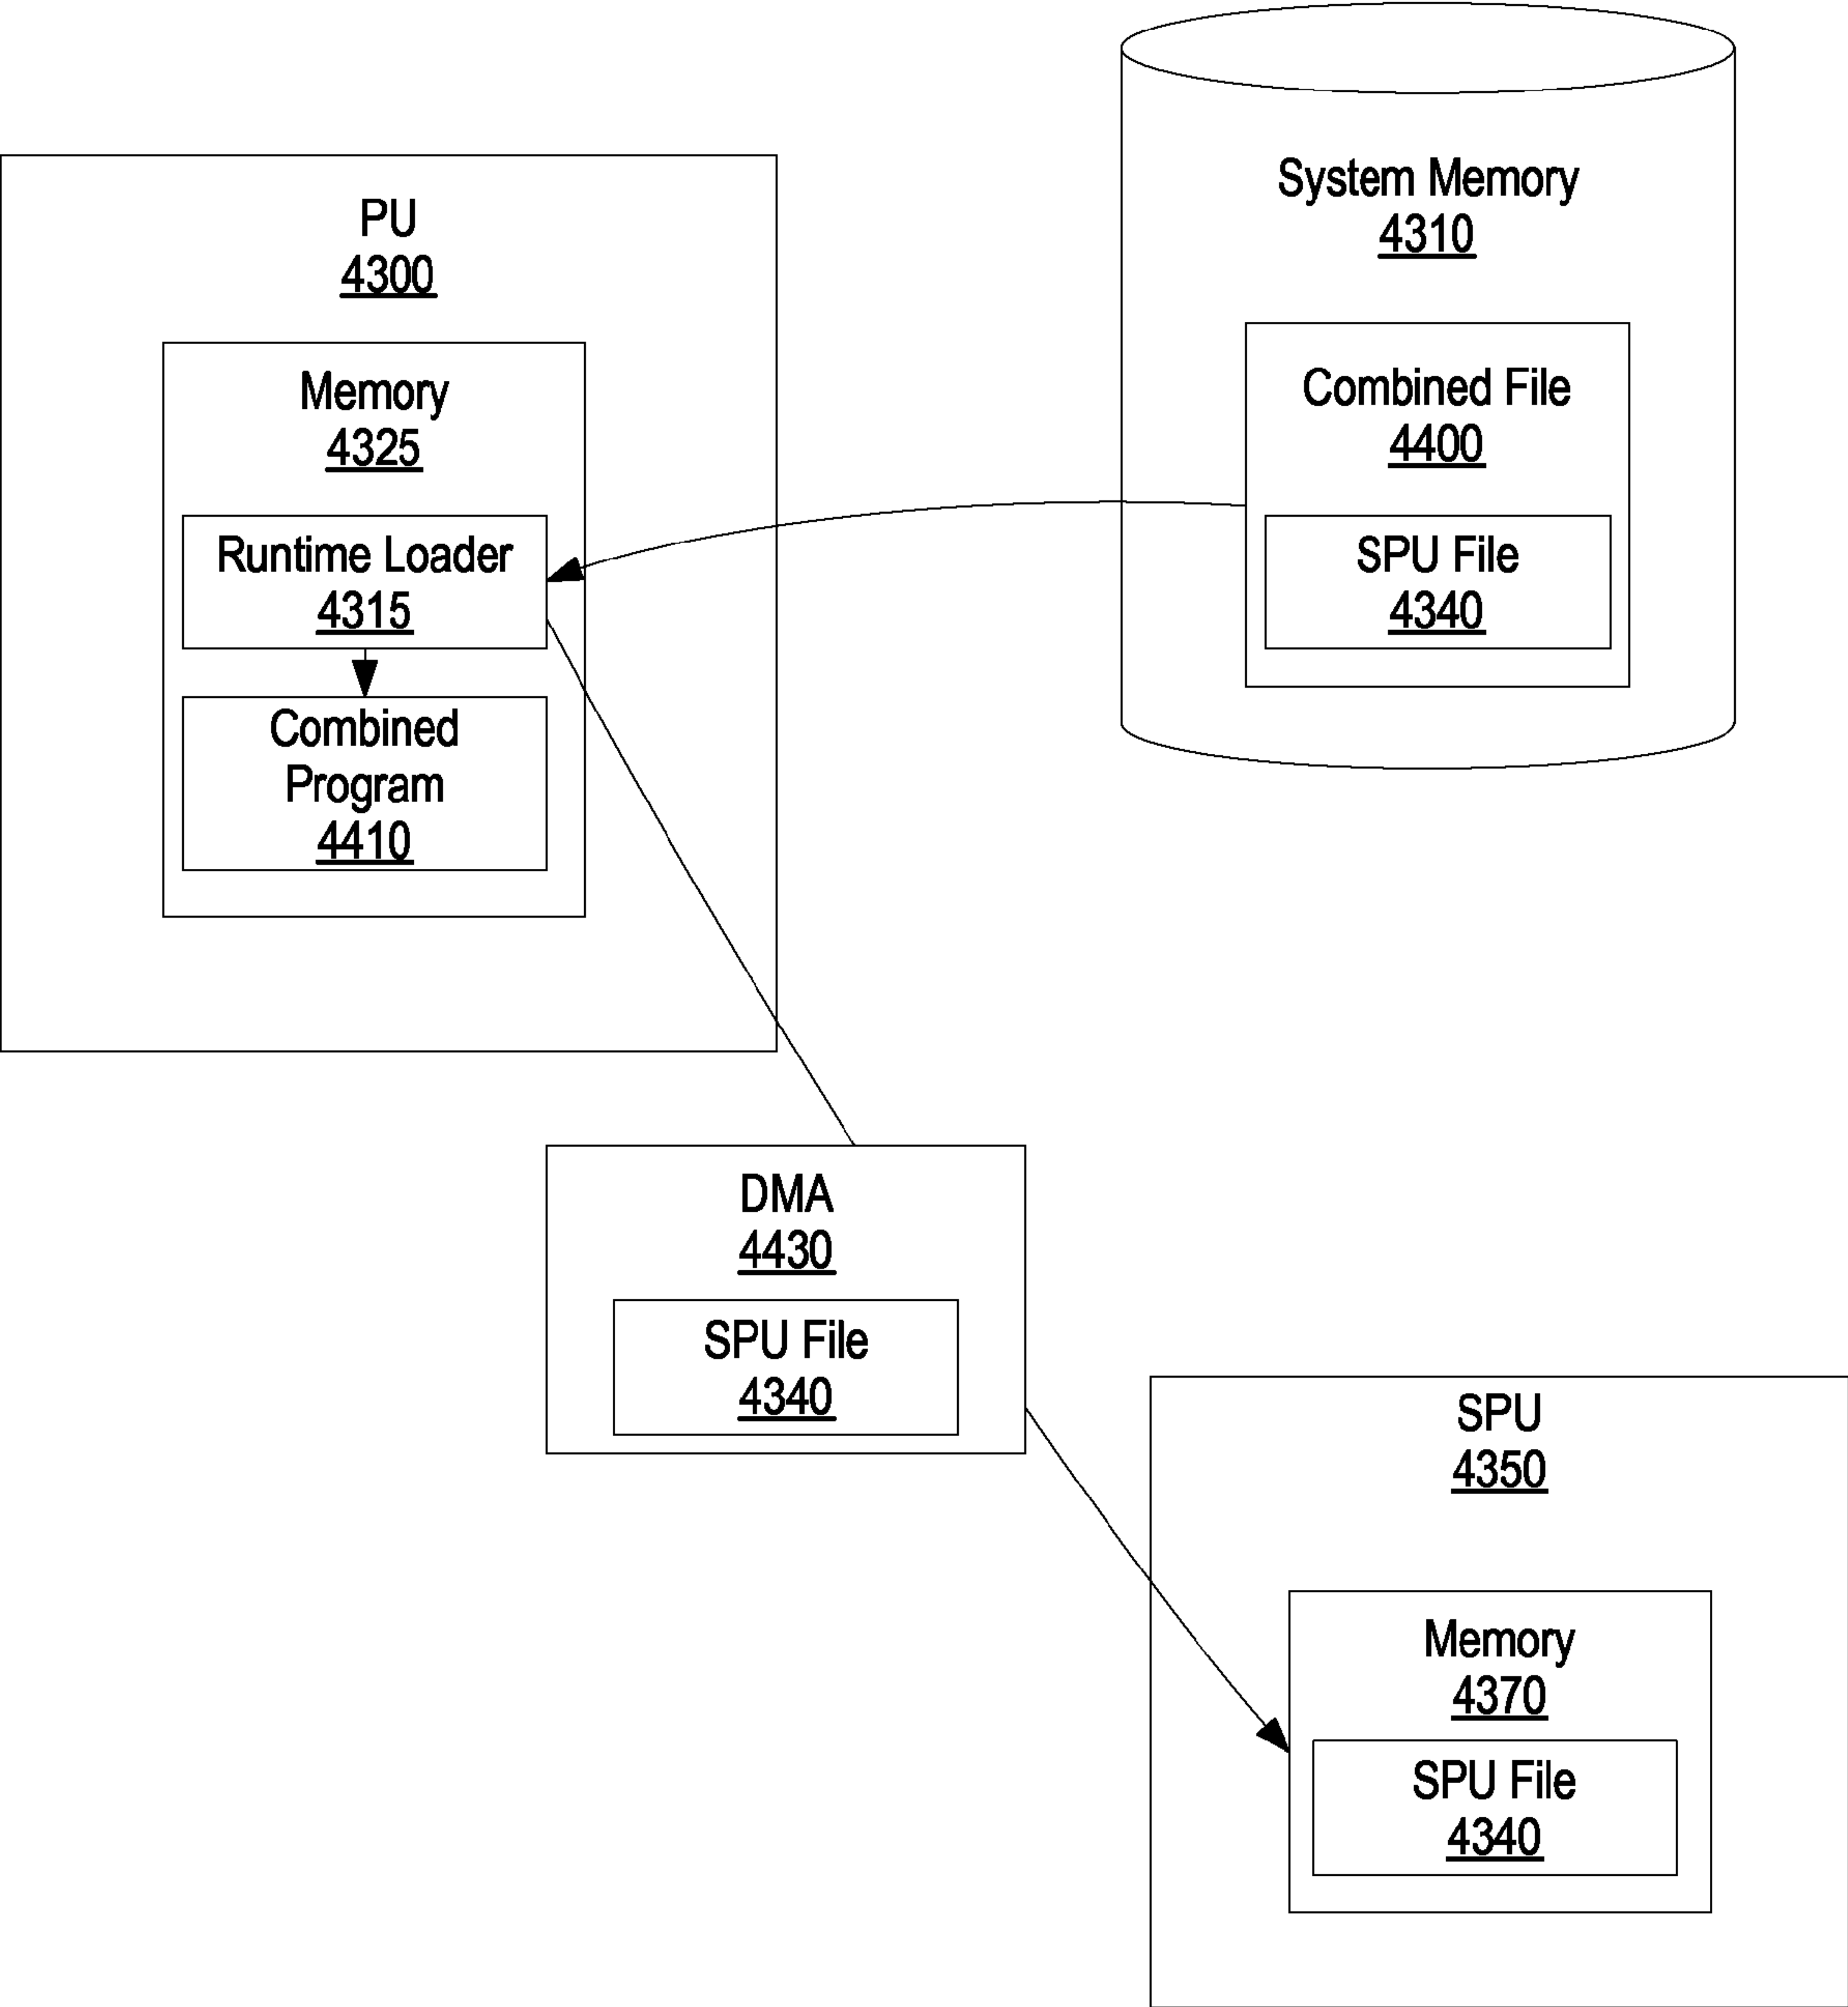 PU
4300
Memory
4325
Runtime Loader
4315
Combined
Program
4410
System Memory
4310
Combined File
4400
SPU File
4340
DMA
4430
SPU File
4340
SPU
4350
Memory
4370
SPU File
4340